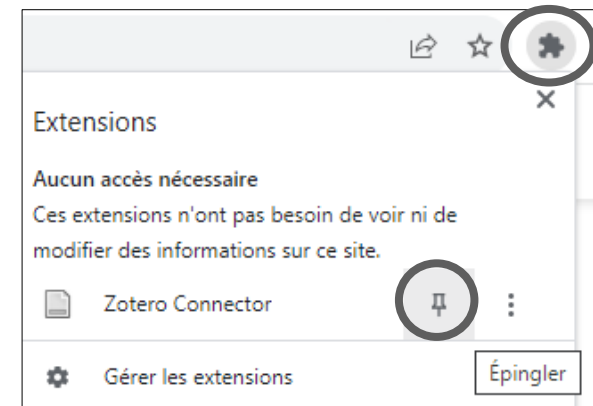 Extensions
Aucun accès nécessaire
Ces extensions n'ont pas besoin de voir ni de
modifier des informations sur ce site.
Zotero Connector
Gérer les extensions
Épingler